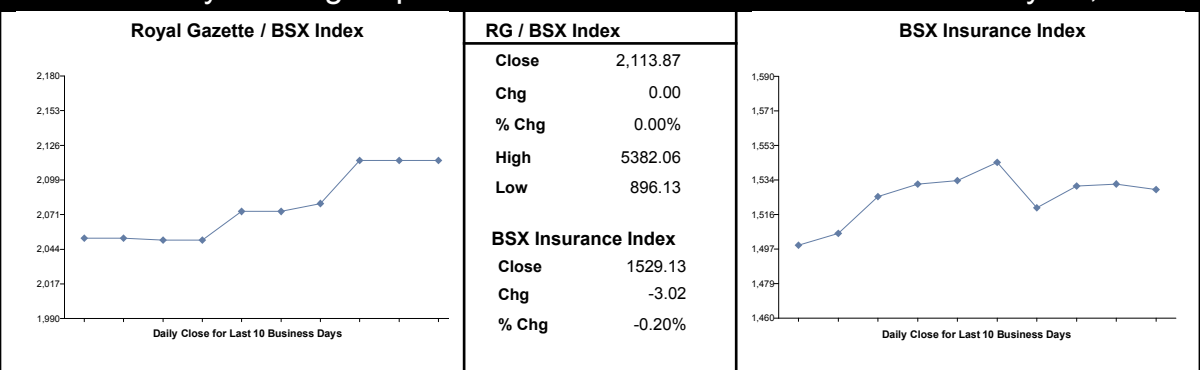 Royal Gazette / BSX Index
2,180
2,153
2,126
2,099
2,071
2,044
2,017
1,990
Daily Close for Last 10 Business Days
RG / BSX Index
Close 2,113.87
Chg 0.00
% Chg 0.00%
High 5382.06
Low 896.13
BSX Insurance Index
Close 1529.13
Chg -3.02
% Chg -0.20%
BSX Insurance Index
1,590
1,571
1,553
1,534
1,516
1,497
1,479
1,460
Daily Close for Last 10 Business Days